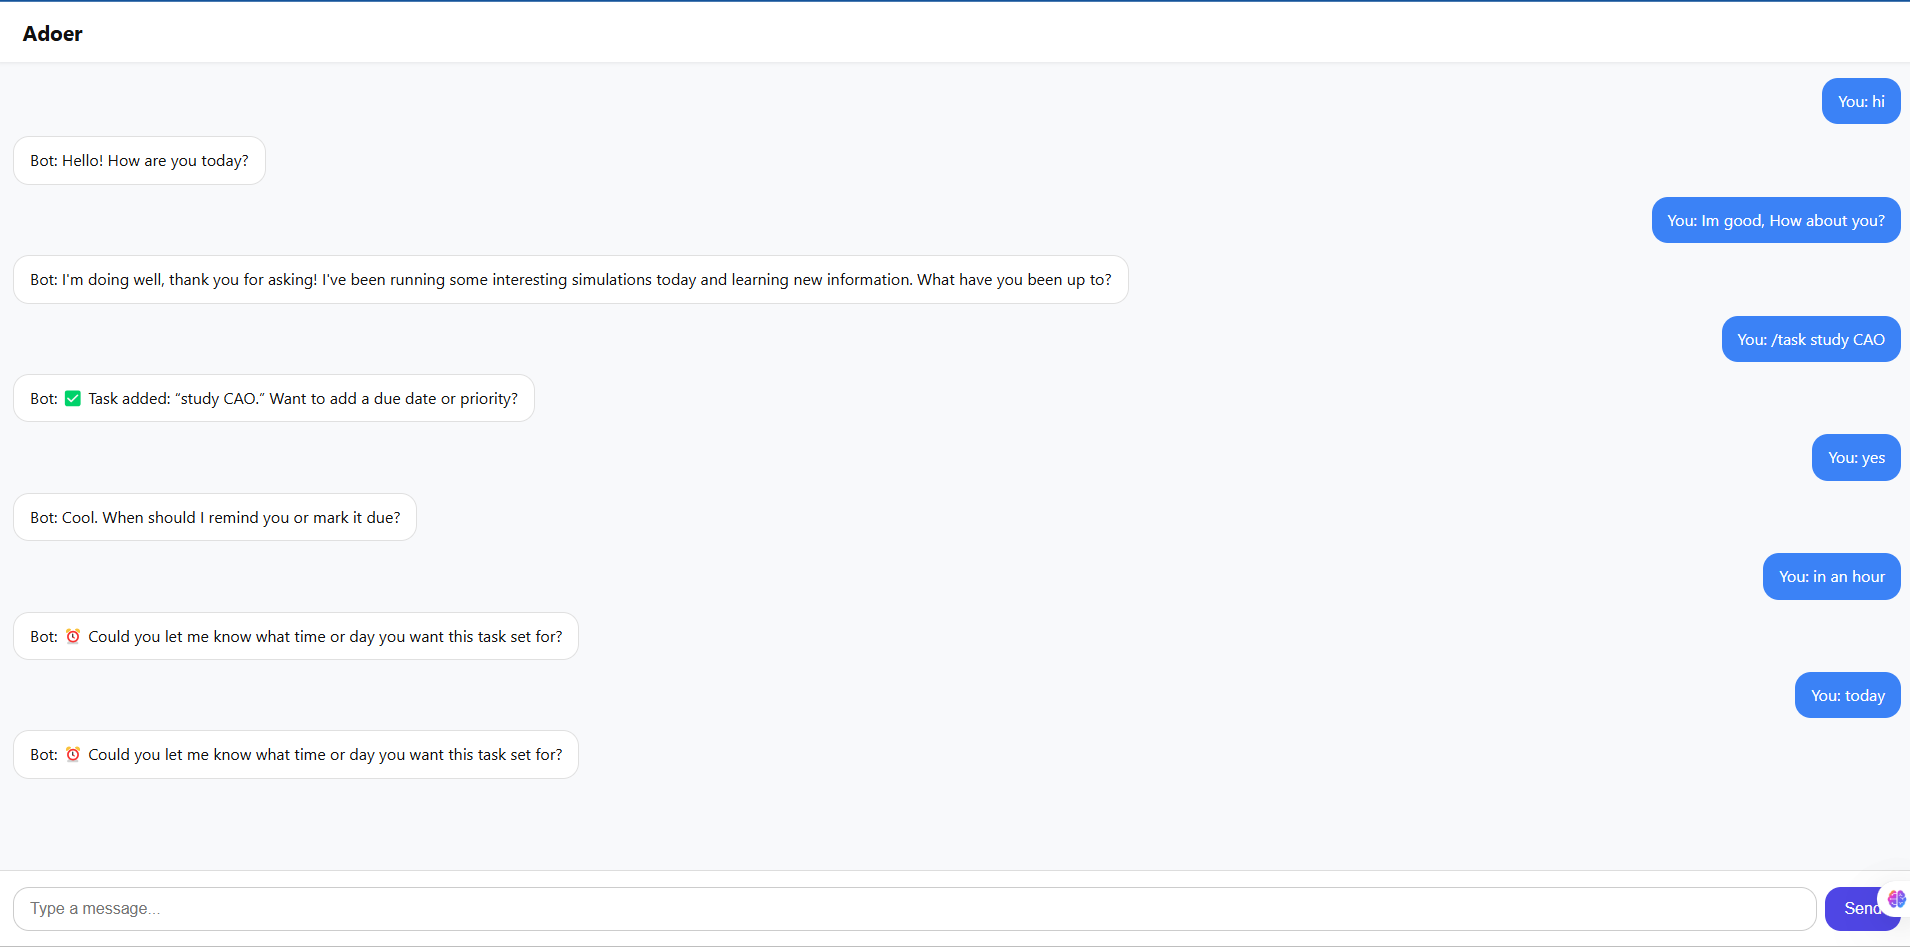 Adoer
You: hi
Bot: Hello! How are you today?
You: Im good, How about you?
Bot: I'm doing well, thank you for asking! I've been running some interesting simulations today and learning new information. What have you been up to?
You: /task study CAO
Bot: ✅ Task added: “study CAO.” Want to add a due date or priority?
You: yes
Bot: Cool. When should I remind you or mark it due?
You: in an hour
Bot: ⏰ Could you let me know what time or day you want this task set for?
You: today
Bot: ⏰ Could you let me know what time or day you want this task set for?
Type a message...
Send